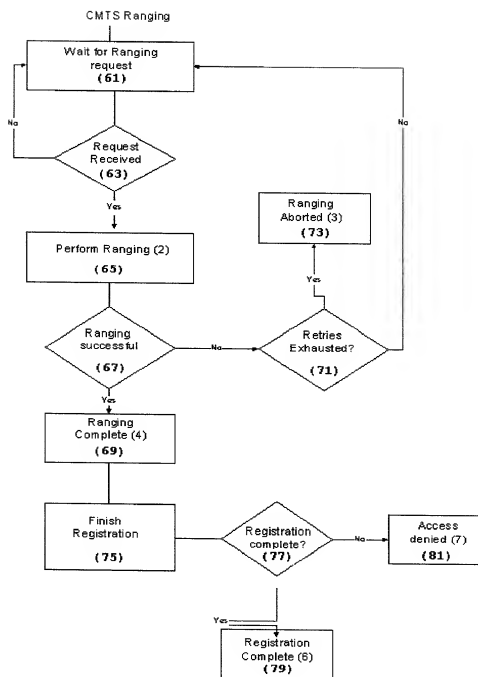 CMTS Ranging
Wait for Ranging
request
(61)
No
No
Request
Received
(63)
Yes
Ranging
Aborted (3)
(73)
Perform Ranging (2)
(65)
Yes
Ranging
successful
(67)
No
Retries
Exhausted?
(71)
Yes
Ranging
Complete (4)
(69)
Finish
Registration
(75)
Registration
complete?
(77)
No
Access
denied (7)
(81)
Yes
Registration
Complete (6)
(79)